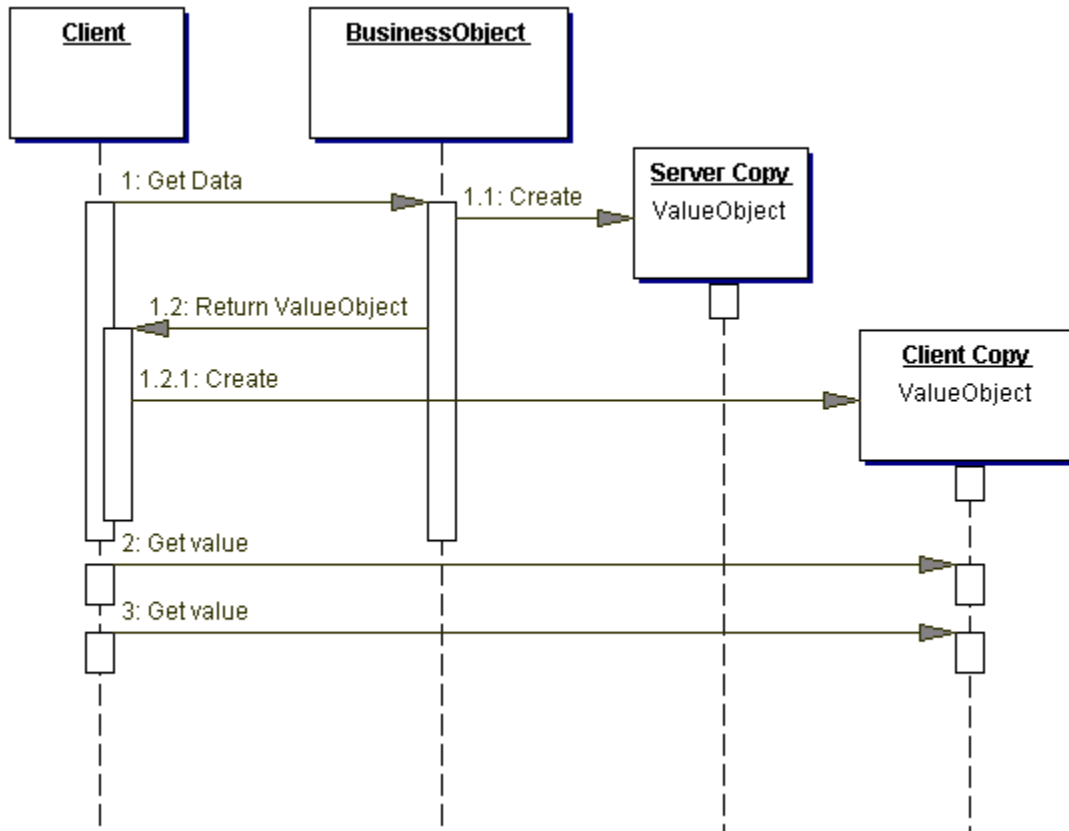 Client
BusinessObject
1: Get Data
1.1: Create
Server Copy
ValueObject
1.2: Return ValueObject
1.2.1: Create
Client Copy
ValueObject
2: Get value
3: Get value